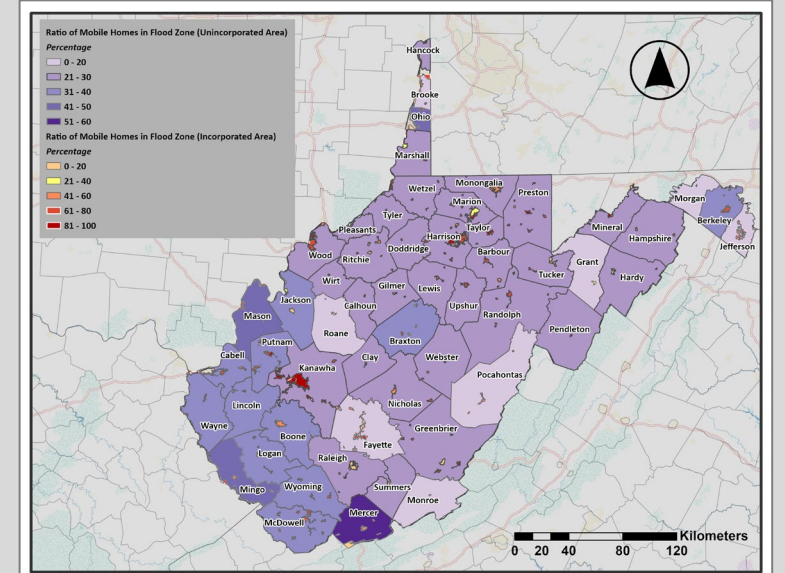 Ratio of Mobile Homes in Flood Zone (Unincorporated Area)
Percentage
0 - 20
21 - 30
31 - 40
41 - 50
51 - 60
Ratio of Mobile Homes in Flood Zone (Incorporated Area)
Percentage
0 - 20
21 - 40
41 - 60
61 - 80
81 - 100
Hancock
Brooke
Ohio
Marshall
Wetzel
Monongalia
Preston
Marion
Morgan
Berkeley
Tyler
Pleasants
Harrison
Taylor
Mineral
Hampshire
Jefferson
Wood
Ritchie
Doddridge
Barbour
Tucker
Grant
Hardy
Wirt
Gilmer
Lewis
Jackson
Calhoun
Upshur
Randolph
Mason
Roane
Pendleton
Putnam
Braxton
Cabell
Clay
Webster
Kanawha
Pocahontas
Lincoln
Nicholas
Wayne
Greenbrier
Boone
Fayette
Logan
Raleigh
Mingo
Wyoming
Summers
Monroe
Mercer
McDowell
Kilometers
0 20 40 80 120